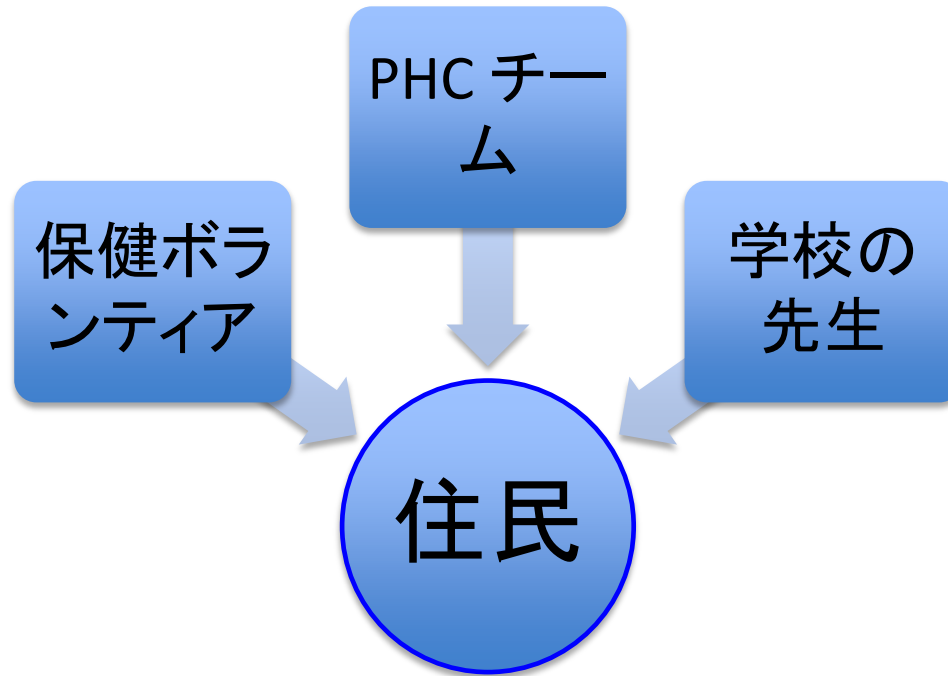 PHC チー
ム
保健ボラ
ンティア
学校の
先生
住民